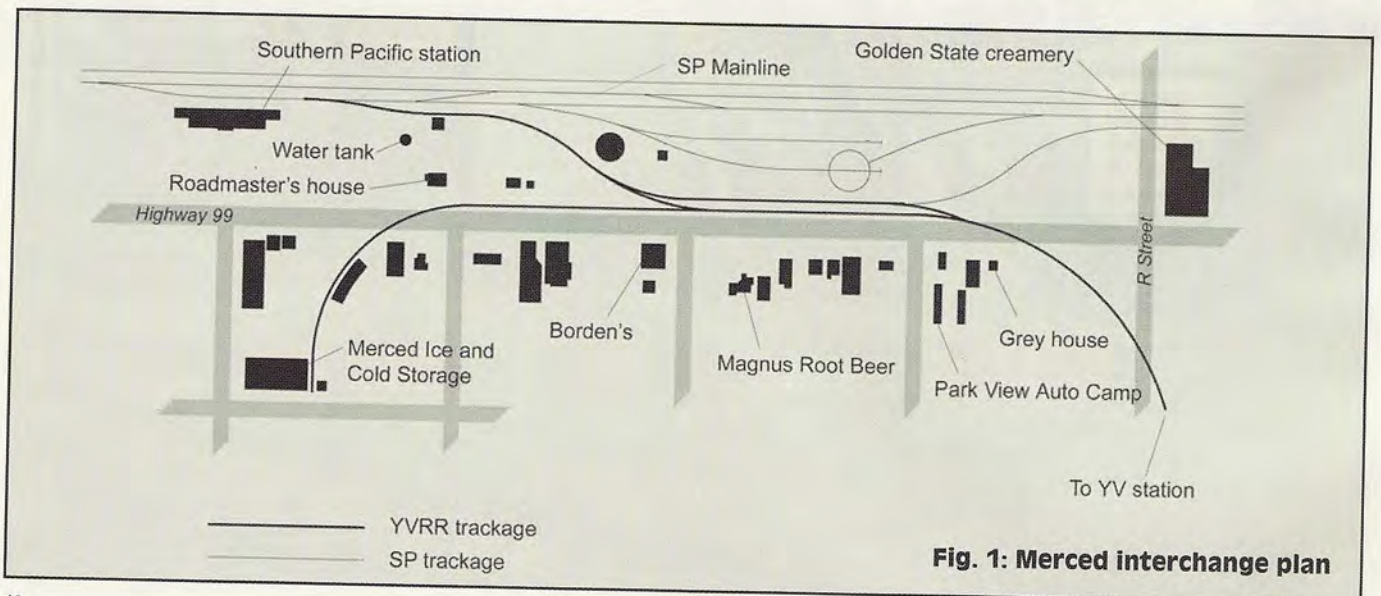 Southern Pacific station
SP Mainline
Golden State creamery
Water tank
Roadmaster's house
Highway 99
R Street
Borden's
Merced Ice and
Cold Storage
Magnus Root Beer
Grey house
Park View Auto Camp
To YV station
YVRR trackage
SP trackage
Fig. 1: Merced interchange plan